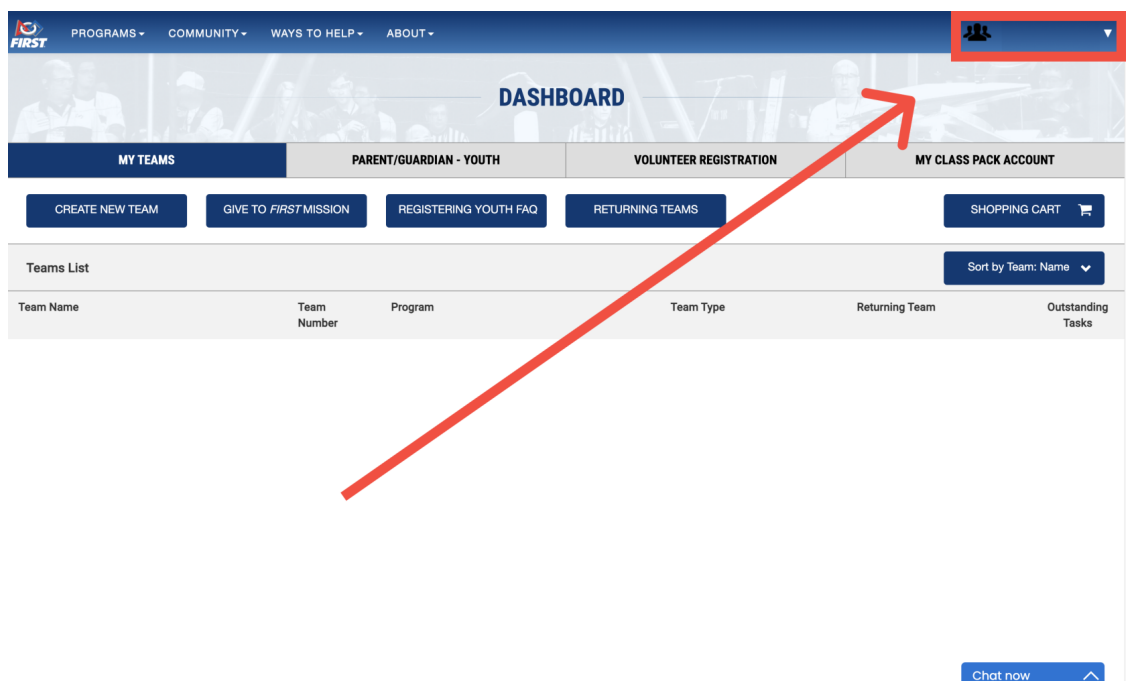 FIRST PROGRAMS COMMUNITY WAYS TO HELP ABOUT
DASHBOARD
MY TEAMS PARENT/GUARDIAN - YOUTH VOLUNTEER REGISTRATION MY CLASS PACK ACCOUNT
CREATE NEW TEAM GIVE TO FIRST MISSION REGISTERING YOUTH FAQ RETURNING TEAMS SHOPPING CART
Teams List Sort by Team: Name
Team Name Team Number Program Team Type Returning Team Outstanding Tasks
Chat now